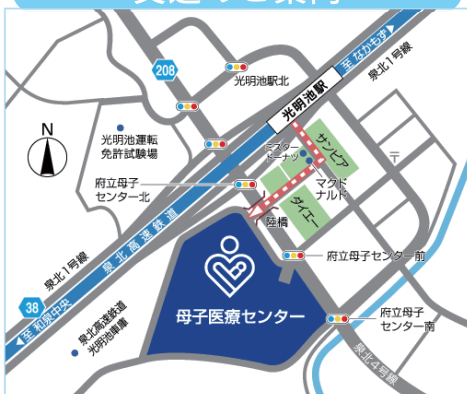 交通のご案内
至 なかもず
泉北1号線
208
光明池駅北
光明池駅
N
光明池運転
免許試験場
ミスター
ドーナツ
サンピア
〒
マクド
ナルド
府立母子
センター北
ダイエー
陸橋
泉北高速鉄道
府立母子センター前
泉北1号線
母子医療センター
38
至 和泉中央
泉北高速鉄道
光明池車庫
府立母子
センター南
泉北4号線